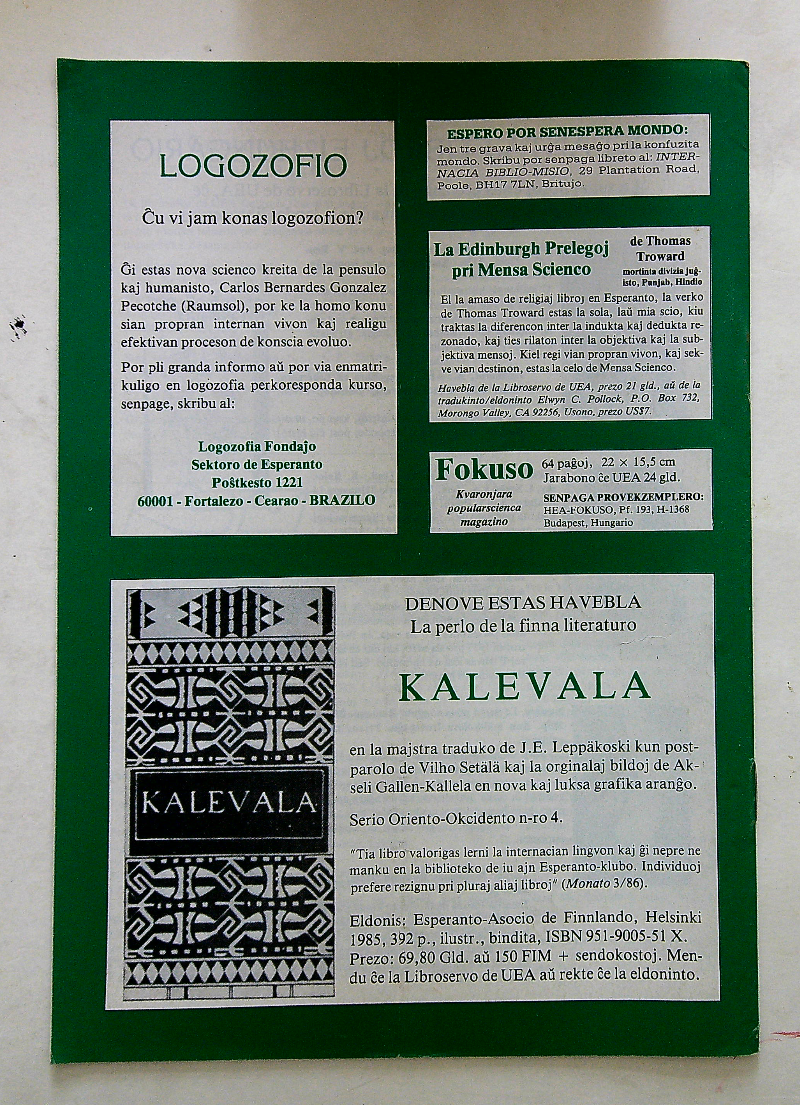 LOGOZOFIO
Ĉu vi jam konas logozofion?
Ĝi estas nova scienco kreita de la pensulo
kaj humanisto, Carlos Bernardes Gonzalez
Pecotche (Raumsol), por ke la homo konu
sian propran internan vivon kaj realigu
efektivan proceson de konscia evoluo.
Por pli granda informo aŭ por via enmatri-
kuligo en logozofia perkoresponda kurso,
senpage, skribu al:
Logozofia Fondaĵo
Sektoro de Esperanto
Poŝtkesto 1221
60001 - Fortalezo - Cearao - BRAZILO
ESPERO POR SENESPERA MONDO:
Jen tre grava kaj urĝa mesaĝo pri la konfuzita
mondo. Skribu por senpaga libreto al: INTER-
NACIA BIBLIO-MISIO, 29 Plantation Road,
Poole, BH17 7LN, Britujo.
La Edinburgh Prelegoj
pri Mensa Scienco
de Thomas
Troward
mortinta divizia juĝ-
isto, Punjab, Hindio
El la amaso de religiaj libroj en Esperanto, la verko
de Thomas Troward estas la sola, laŭ mia scio, kiu
traktas la diferencon inter la indukta kaj dedukta re-
zonado, kaj ties rilaton inter la objektiva kaj la sub-
jektiva mensoj. Kiel regi vian propran vivon, kaj sek-
ve vian destinon, estas la celo de Mensa Scienco.
Havebla de la Libroservo de UEA, prezo 21 gld., aŭ de la
tradukinto/eldoninto Elwyn C. Pollock, P.O. Box 732,
Morongo Valley, CA 92256, Usono, prezo US$7.
Fokuso
Kvaronjara
popularscienca
magazino
64 paĝoj, 22 × 15,5 cm
Jarabono ĉe UEA 24 gld.
SENPAGA PROVEKZEMPLERO:
HEA-FOKUSO, Pf. 193, H-1368
Budapest, Hungario
KALEVALA
DENOVE ESTAS HAVEBLA
La perlo de la finna literaturo
KALEVALA
en la majstra traduko de J.E. Leppäkoski kun post-
parolo de Vilho Setälä kaj la orginalaj bildoj de Ak-
seli Gallen-Kallela en nova kaj luksa grafika aranĝo.
Serio Oriento-Okcidento n-ro 4.
"Tia libro valorigas lerni la internacian lingvon kaj ĝi nepre ne
manku en la biblioteko de iu ajn Esperanto-klubo. Individuoj
prefere rezignu pri pluraj aliaj libroj" (Monato 3/86).
Eldonis: Esperanto-Asocio de Finnlando, Helsinki
1985, 392 p., ilustr., bindita, ISBN 951-9005-51 X.
Prezo: 69,80 Gld. aŭ 150 FIM + sendokostoj. Men-
du ĉe la Libroservo de UEA aŭ rekte ĉe la eldoninto.